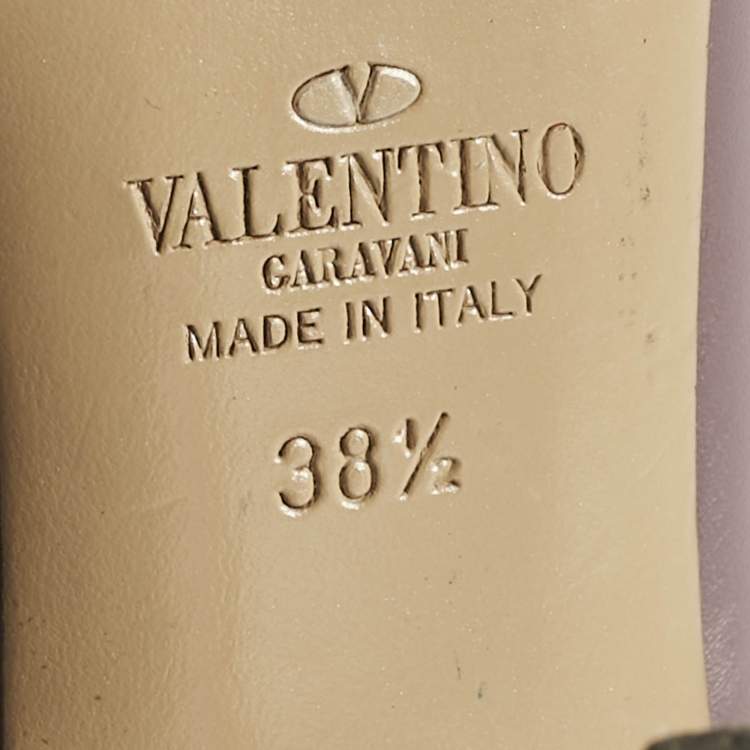 V
VALENTINO
GARAVANI
MADE IN ITALY
38½